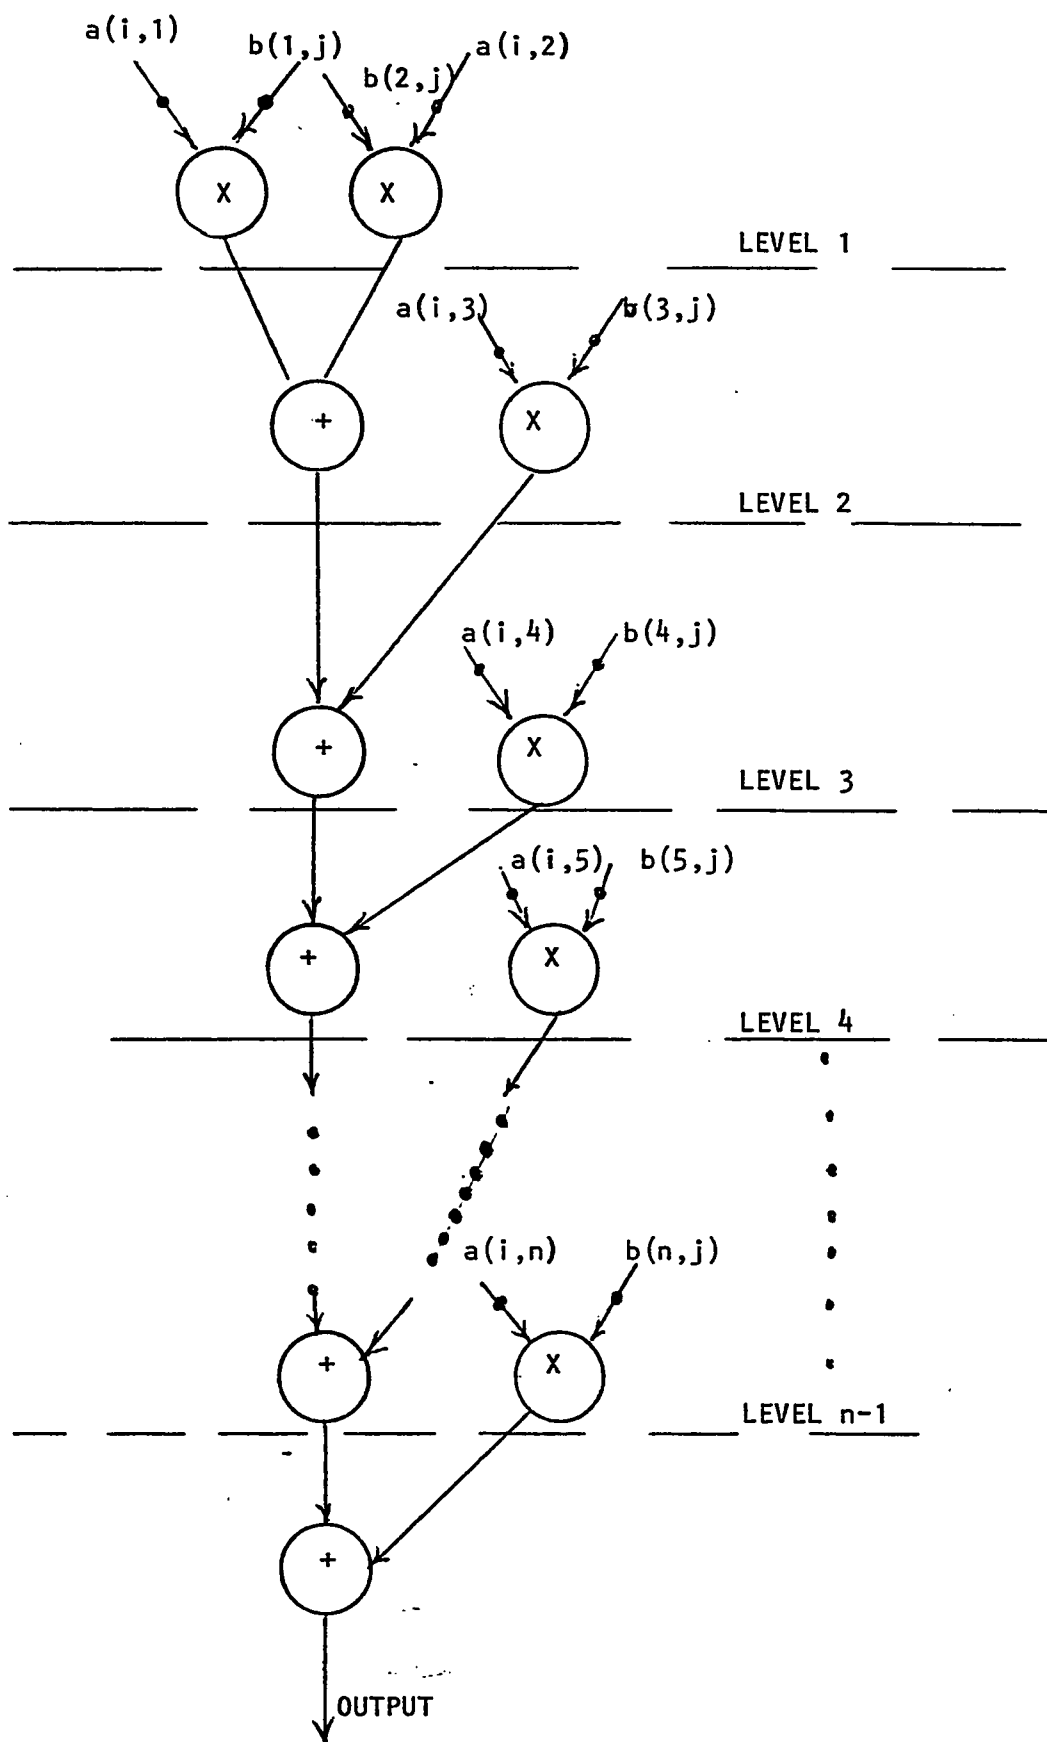 a(i,1) b(1,j) b(2,j) a(i,2)
X X
LEVEL 1
a(i,3) b(3,j)
+ X
LEVEL 2
a(i,4) b(4,j)
+ X
LEVEL 3
a(i,5) b(5,j)
+ X
LEVEL 4
a(i,n) b(n,j)
+ X
LEVEL n-1
+
OUTPUT